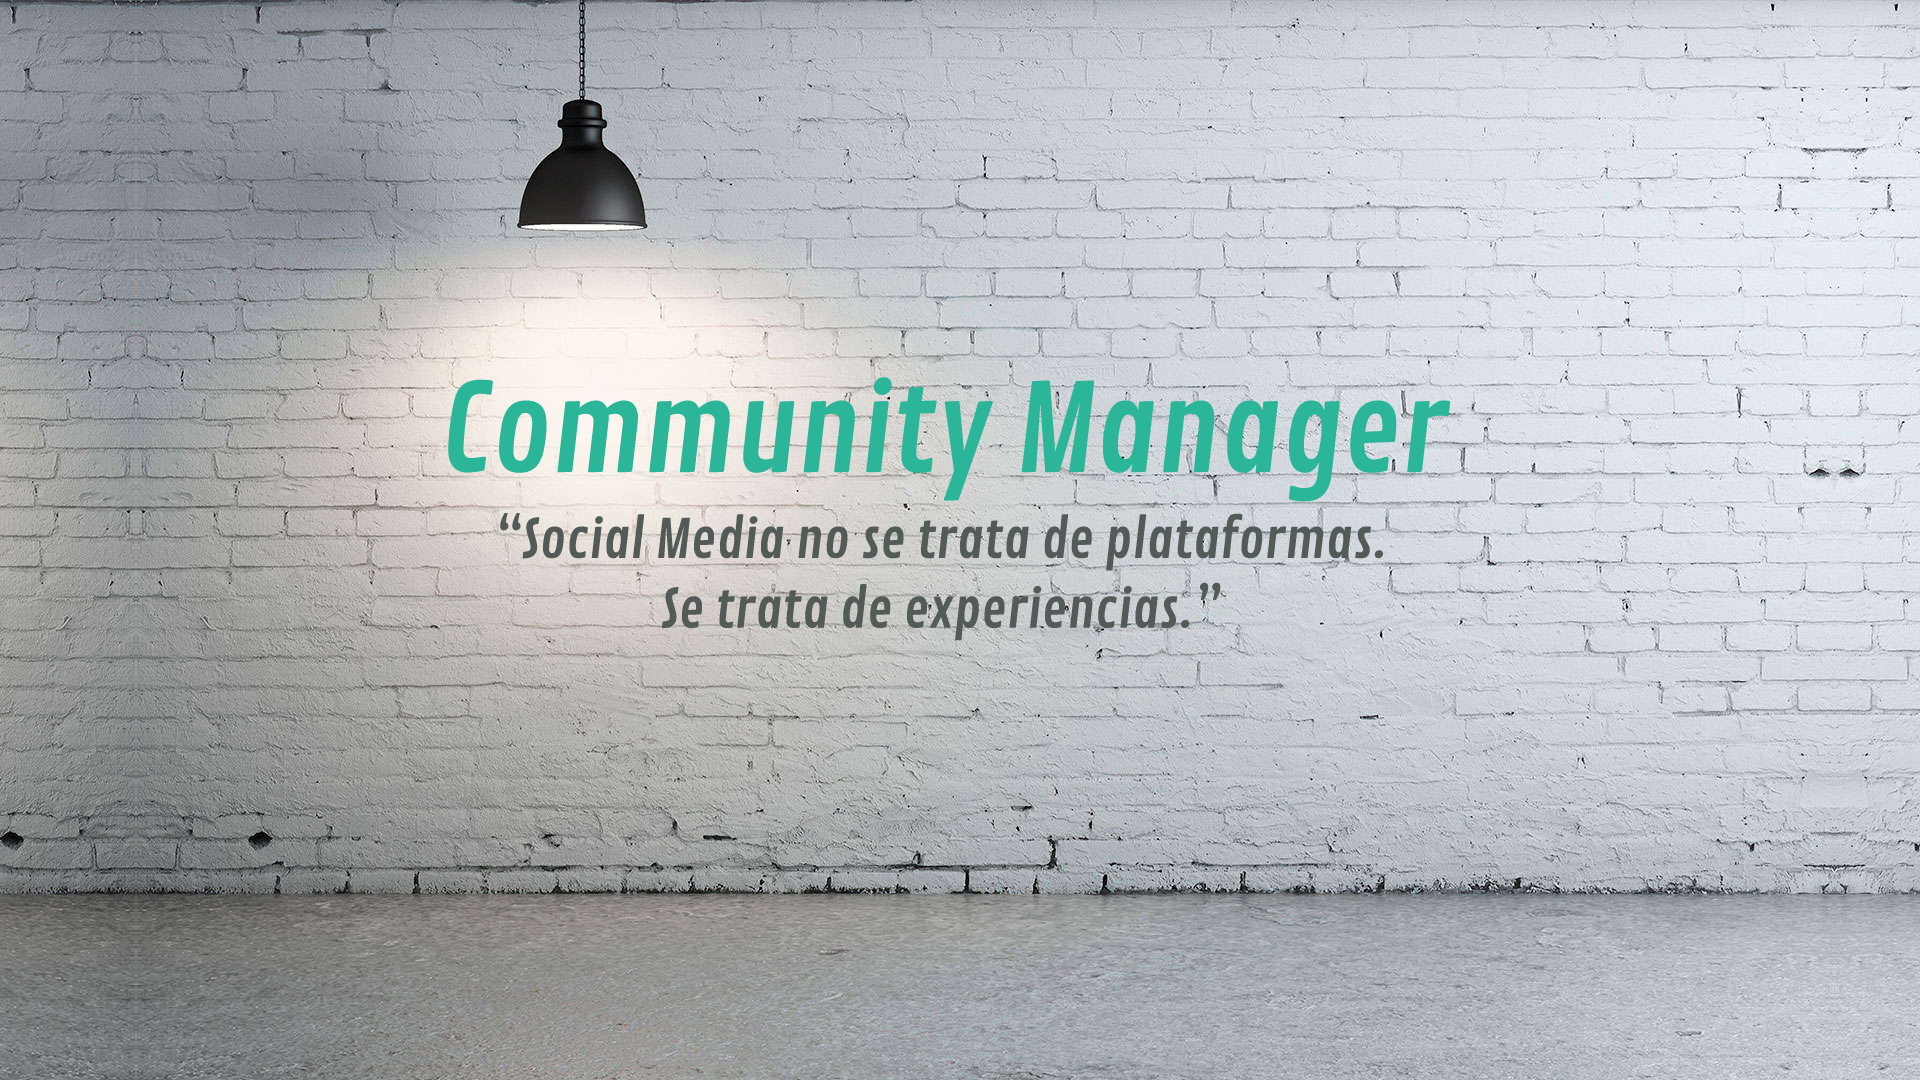 Community Manager
“Social Media no se trata de plataformas.
Se trata de experiencias.”